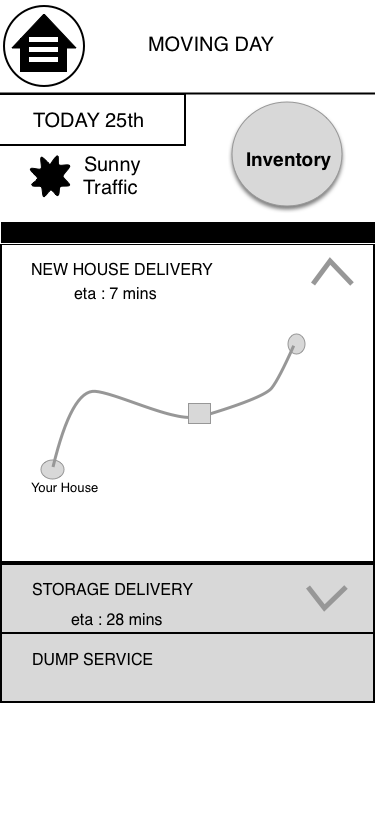 MOVING DAY
TODAY 25th
Sunny
Traffic
Inventory
NEW HOUSE DELIVERY
eta : 7 mins
Your House
STORAGE DELIVERY
eta : 28 mins
DUMP SERVICE